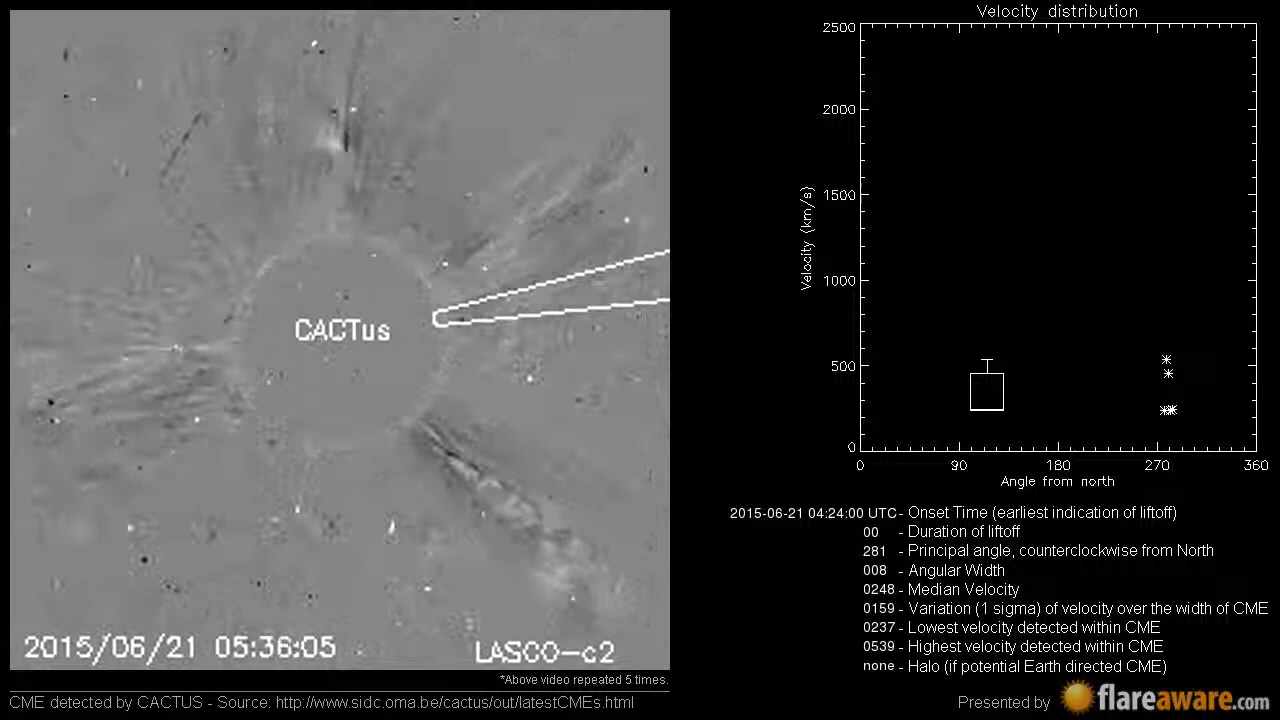 CACTus
2015/06/21 05:36:05
LASCO-c2
*Above video repeated 5 times.
CME detected by CACTUS - Source: http://www.sidc.oma.be/cactus/out/latestCMEs.html
Velocity distribution
2500
2000
1500
1000
500
0
Velocity (km/s)
0 90 180 270 360
Angle from north
2015-06-21 04:24:00 UTC - Onset Time (earliest indication of liftoff)
00 - Duration of liftoff
281 - Principal angle, counterclockwise from North
008 - Angular Width
0248 - Median Velocity
0159 - Variation (1 sigma) of velocity over the width of CME
0237 - Lowest velocity detected within CME
0539 - Highest velocity detected within CME
none - Halo (if potential Earth directed CME)
Presented by flareaware.com